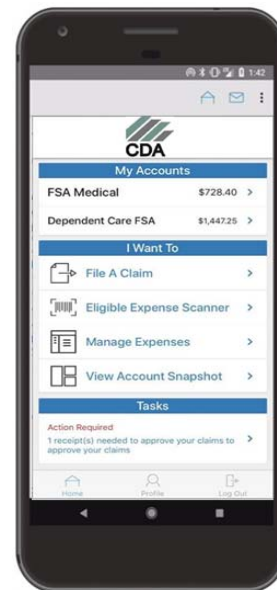 1:42
CDA
My Accounts
FSA Medical $728.40 >
Dependent Care FSA $1,447.25 >
I Want To
File A Claim >
Eligible Expense Scanner >
Manage Expenses >
View Account Snapshot >
Tasks
Action Required
1 receipt(s) needed to approve your claims to >
approve your claims
Home Profile Log Out